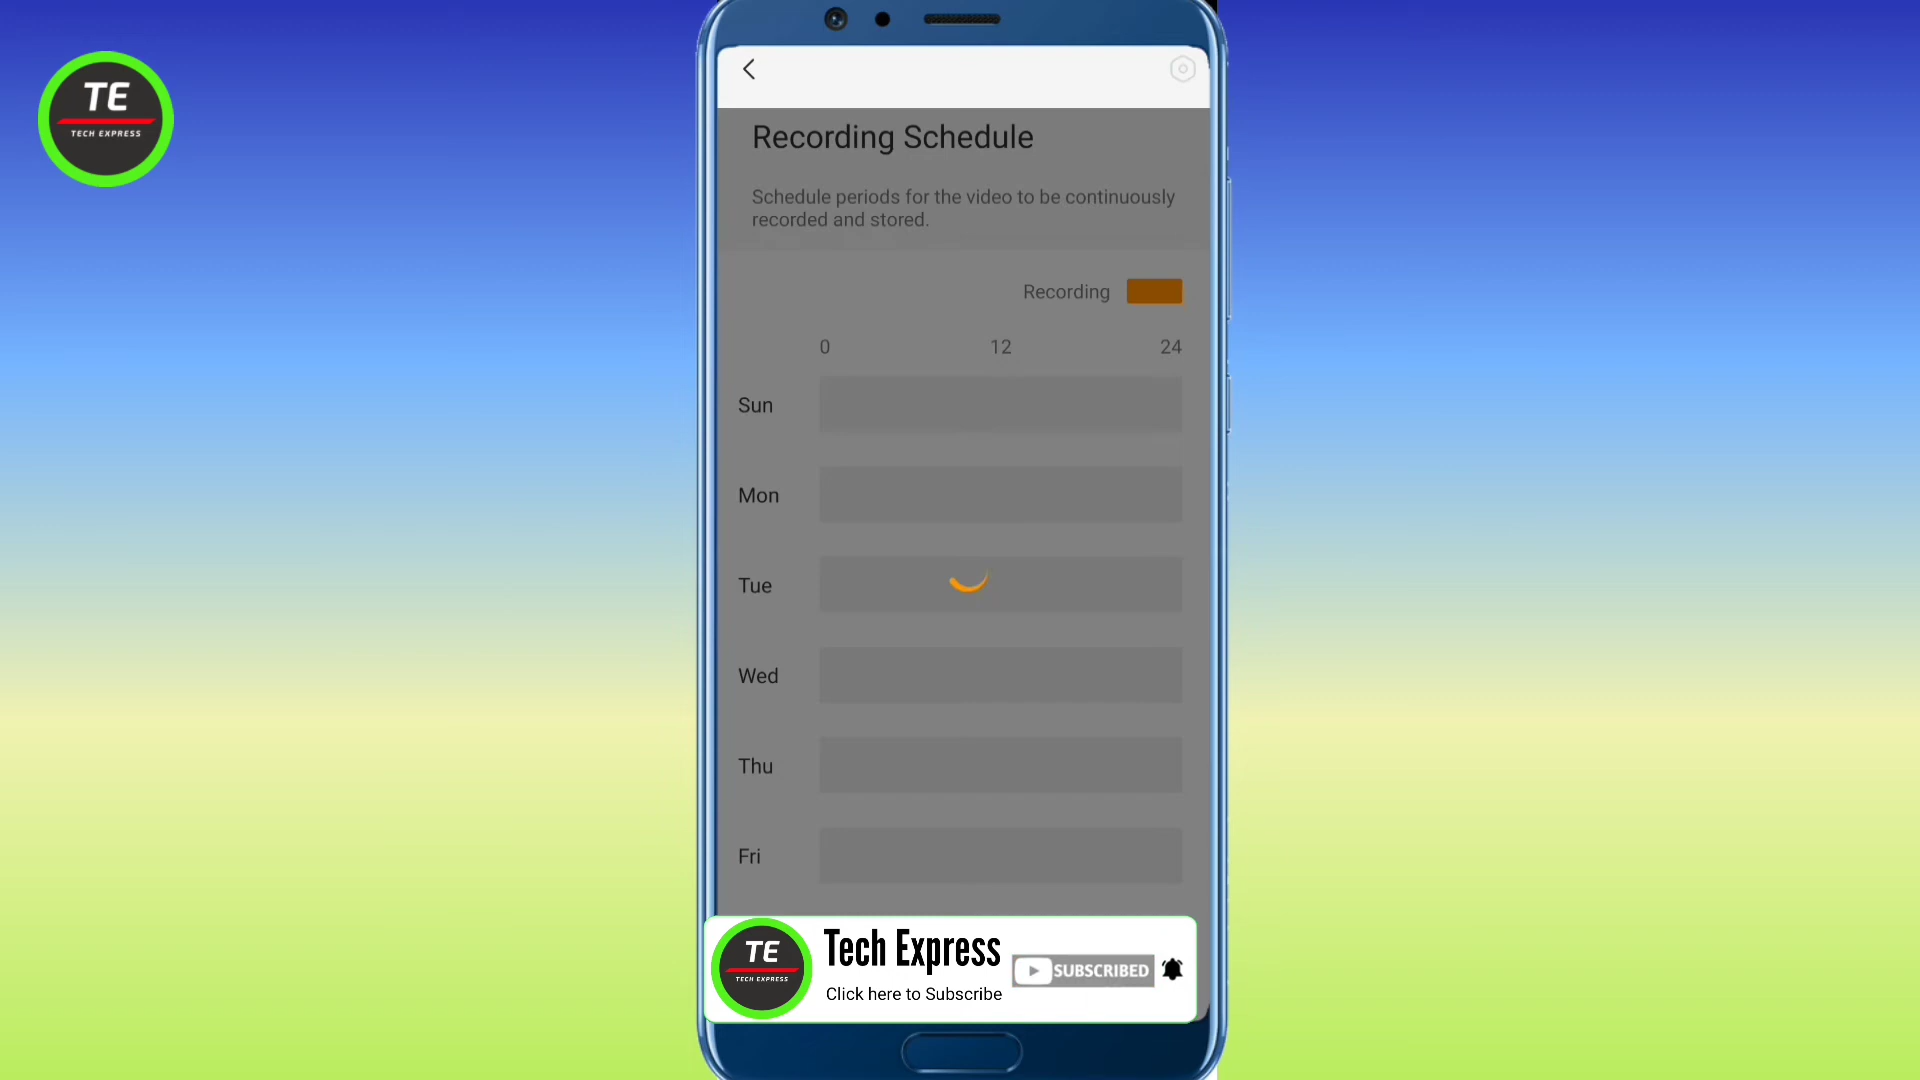 TE
TECH EXPRESS
Recording Schedule
Schedule periods for the video to be continuously
recorded and stored.
Recording
0 12 24
Sun
Mon
Tue
Wed
Thu
Fri
TE
TECH EXPRESS
Tech Express
Click here to Subscribe
SUBSCRIBED